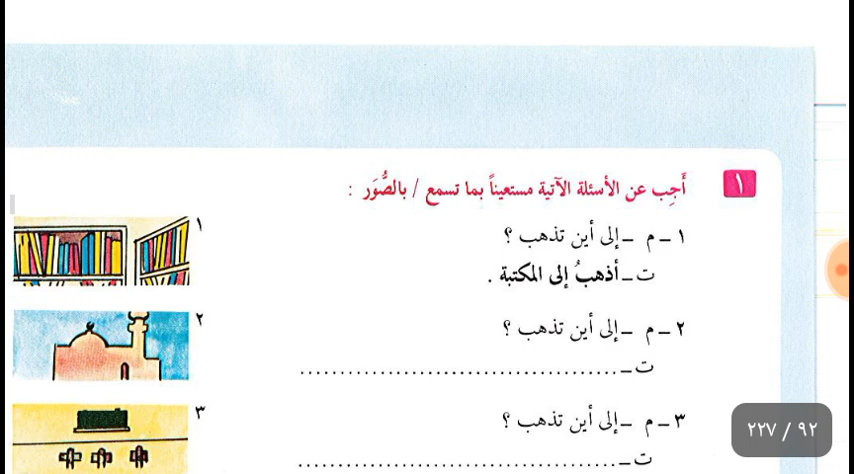 ١ أَجِب عن الأسئلة الآتية مستعيناً بما تسمع / بالصُّوَر :
١ – م – إلى أين تذهب ؟
ت – أذهبُ إلى المكتبة .
٢ – م – إلى أين تذهب ؟
ت – ........................................
٣ – م – إلى أين تذهب ؟
ت – ........................................
١
٢
٣
٩٢ / ٢٢٧